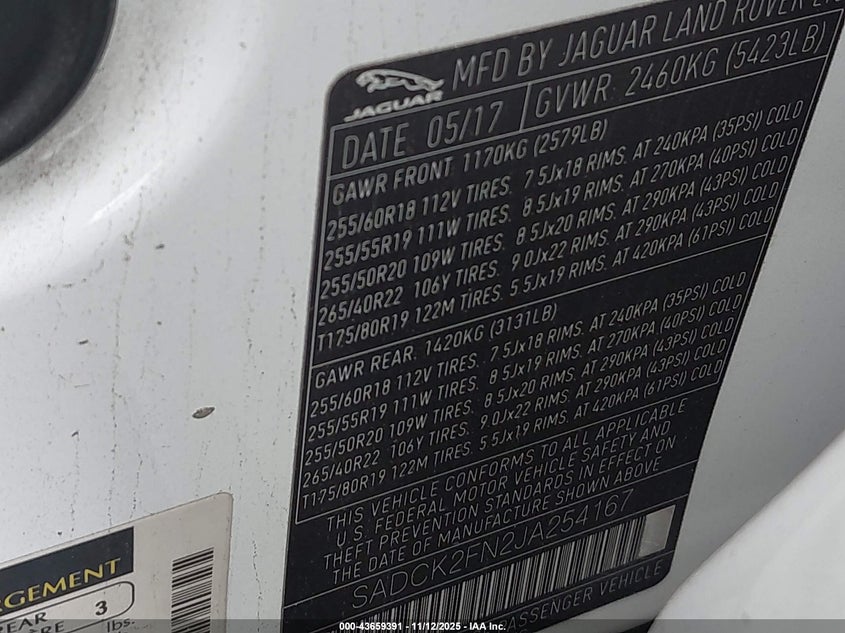 MFD BY JAGUAR LAND ROVER
JAGUAR
DATE 05/17 GVWR 2460KG (5423LB)
GAWR FRONT. 1170KG (2579LB)
255/60R18 112V TIRES. 7.5Jx18 RIMS. AT 240KPA (35PSI) COLD
255/55R19 111W TIRES. 8.5Jx19 RIMS. AT 270KPA (40PSI) COLD
255/50R20 109W TIRES. 8.5Jx20 RIMS. AT 290KPA (43PSI) COLD
265/40R22 106Y TIRES. 9.0Jx22 RIMS. AT 290KPA (43PSI) COLD
T175/80R19 122M TIRES. 5.5Jx19 RIMS. AT 420KPA (61PSI) COLD
GAWR REAR. 1420KG (3131LB)
255/60R18 112V TIRES. 7.5Jx18 RIMS. AT 240KPA (35PSI) COLD
255/55R19 111W TIRES. 8.5Jx19 RIMS. AT 270KPA (40PSI) COLD
255/50R20 109W TIRES. 8.5Jx20 RIMS. AT 290KPA (43PSI) COLD
265/40R22 106Y TIRES. 9.0Jx22 RIMS. AT 290KPA (43PSI) COLD
T175/80R19 122M TIRES. 5.5Jx19 RIMS. AT 420KPA (61PSI) COLD
THIS VEHICLE CONFORMS TO ALL APPLICABLE
U.S. FEDERAL MOTOR VEHICLE SAFETY AND
THEFT PREVENTION STANDARDS IN EFFECT ON
THE DATE OF MANUFACTURE SHOWN ABOVE
SADCK2FN2JA254167
PASSENGER VEHICLE
REAR 3
lbs.
000-43659391 - 11/12/2025 - IAA Inc.